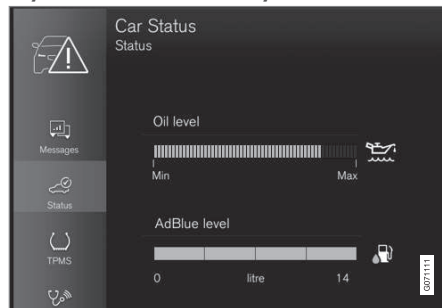 Car Status
Status
Messages
Status
TPMS
Oil level
Min Max
AdBlue level
0 litre 14
G071111